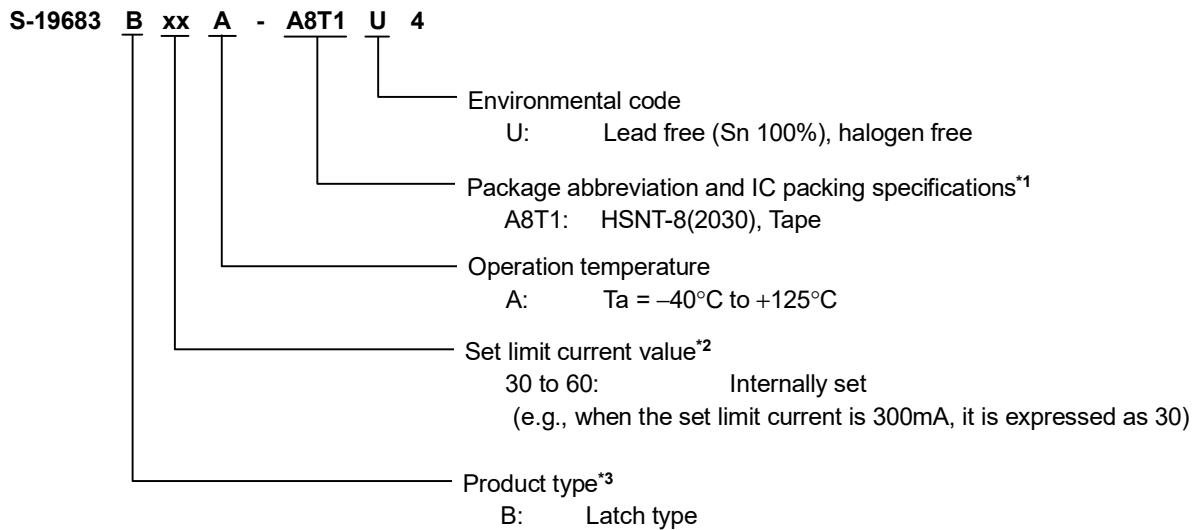 S-19683 B xx A - A8T1 U 4
Environmental code
U: Lead free (Sn 100%), halogen free
Package abbreviation and IC packing specifications*1
A8T1: HSNT-8(2030), Tape
Operation temperature
A: Ta = −40°C to +125°C
Set limit current value*2
30 to 60: Internally set
(e.g., when the set limit current is 300mA, it is expressed as 30)
Product type*3
B: Latch type